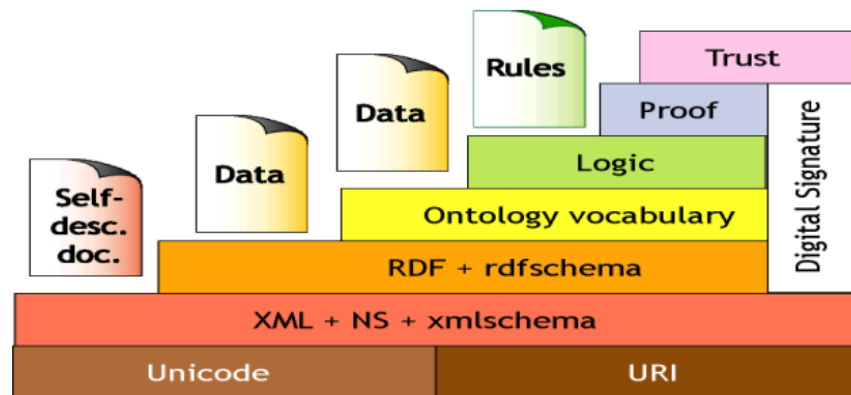 Trust
Rules
Proof
Data
Logic
Data
Self-
desc.
doc.
Ontology vocabulary
Digital Signature
RDF + rdfschema
XML + NS + xmlschema
Unicode
URI